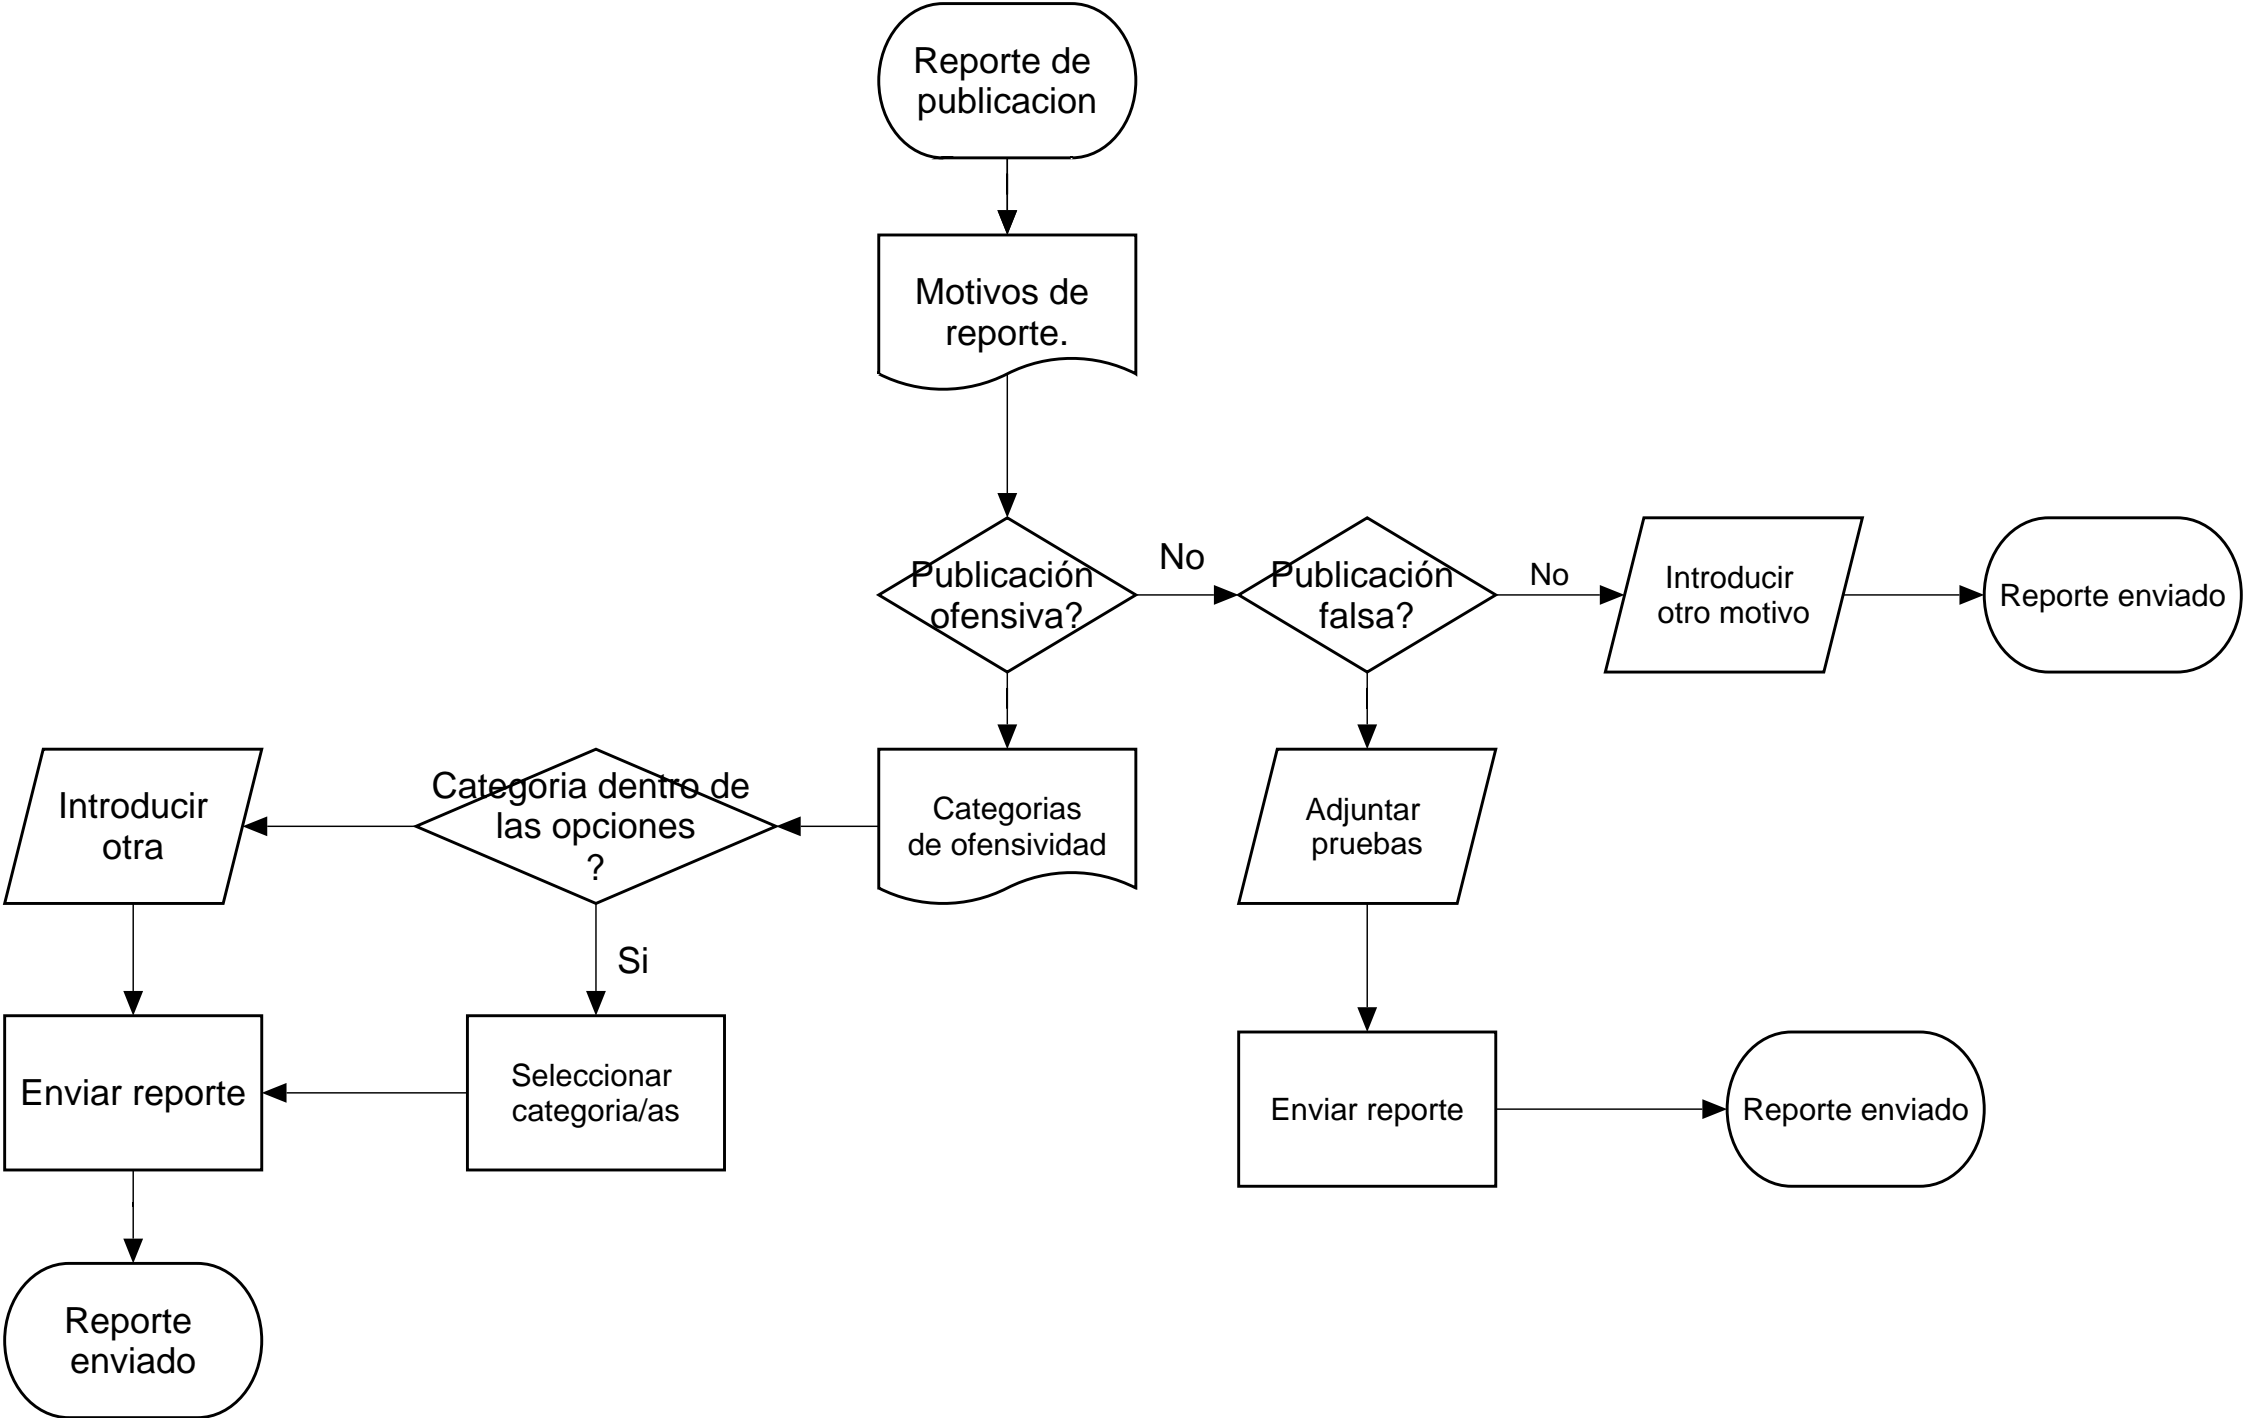 Reporte de
publicacion
Motivos de
reporte.
Publicación
ofensiva?
No
Publicación
falsa?
No
Introducir
otro motivo
Reporte enviado
Introducir
otra
Categoria dentro de
las opciones
?
Categorias
de ofensividad
Adjuntar
pruebas
Si
Enviar reporte
Seleccionar
categoria/as
Enviar reporte
Reporte enviado
Reporte
enviado